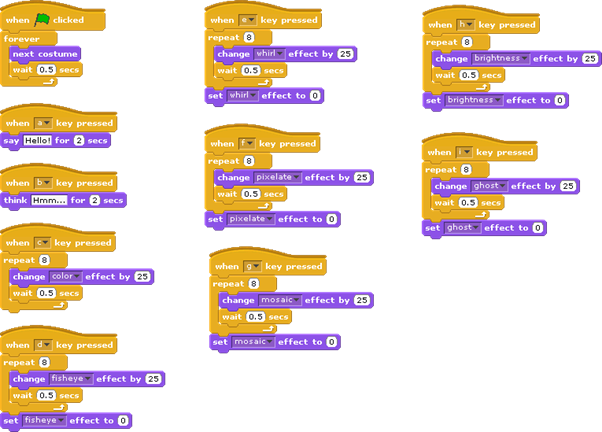 when clicked
forever
next costume
wait 0.5 secs
when a key pressed
say Hello! for 2 secs
when b key pressed
think Hmm... for 2 secs
when c key pressed
repeat 8
change color effect by 25
wait 0.5 secs
when d key pressed
repeat 8
change fisheye effect by 25
wait 0.5 secs
set fisheye effect to 0
when e key pressed
repeat 8
change whirl effect by 25
wait 0.5 secs
set whirl effect to 0
when f key pressed
repeat 8
change pixelate effect by 25
wait 0.5 secs
set pixelate effect to 0
when g key pressed
repeat 8
change mosaic effect by 25
wait 0.5 secs
set mosaic effect to 0
when h key pressed
repeat 8
change brightness effect by 25
wait 0.5 secs
set brightness effect to 0
when i key pressed
repeat 8
change ghost effect by 25
wait 0.5 secs
set ghost effect to 0